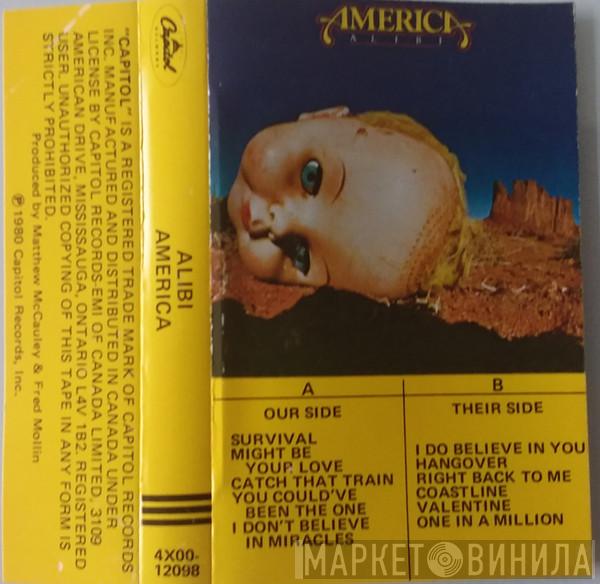 AMERICA
ALIBI
Capitol
RECORDS
"CAPITOL" IS A REGISTERED TRADE MARK OF CAPITOL RECORDS
INC. MANUFACTURED AND DISTRIBUTED IN CANADA UNDER
LICENSE BY CAPITOL RECORDS-EMI OF CANADA LIMITED, 3109
AMERICAN DRIVE, MISSISSAUGA, ONTARIO L4V 1B2. REGISTERED
USER. UNAUTHORIZED COPYING OF THIS TAPE IN ANY FORM IS
STRICTLY PROHIBITED.
Produced by Matthew McCauley & Fred Mollin
℗ 1980 Capitol Records, Inc.
ALIBI
AMERICA
4X00-
12098
A
OUR SIDE
SURVIVAL
MIGHT BE
YOUR LOVE
CATCH THAT TRAIN
YOU COULD'VE
BEEN THE ONE
I DON'T BELIEVE
IN MIRACLES
B
THEIR SIDE
I DO BELIEVE IN YOU
HANGOVER
RIGHT BACK TO ME
COASTLINE
VALENTINE
ONE IN A MILLION
МАРКЕТ ВИНИЛА